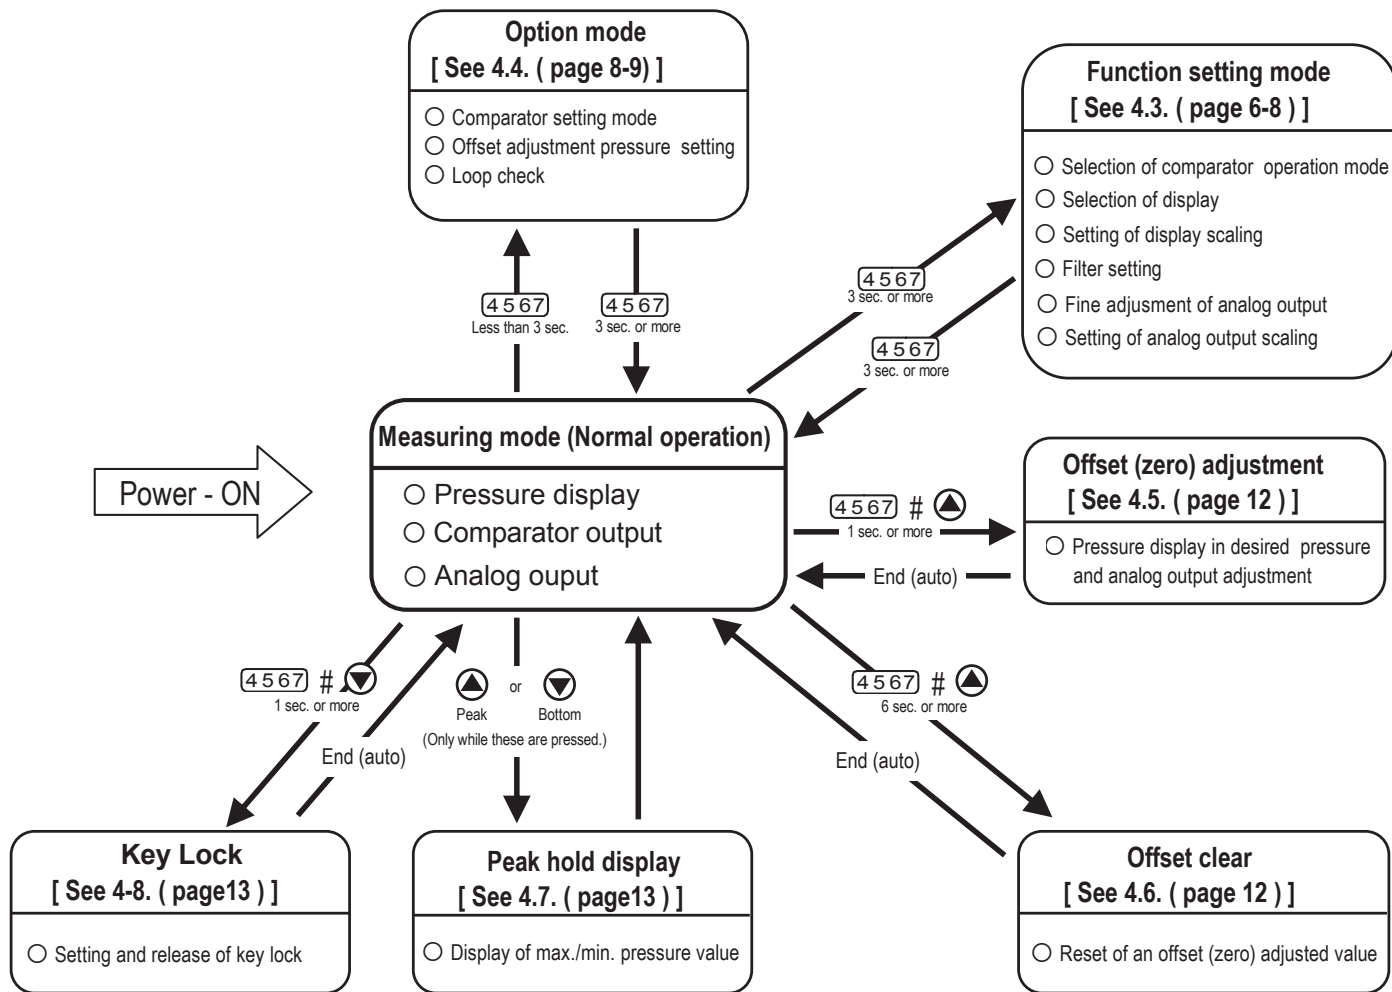 Option mode
[ See 4.4. ( page 8-9) ]
Comparator setting mode
Offset adjustment pressure setting
Loop check
Function setting mode
[ See 4.3. ( page 6-8 ) ]
Selection of comparator operation mode
Selection of display
Setting of display scaling
Filter setting
Fine adjusment of analog output
Setting of analog output scaling
4567
Less than 3 sec.
4567
3 sec. or more
4567
3 sec. or more
4567
3 sec. or more
Power - ON
Measuring mode (Normal operation)
Pressure display
Comparator output
Analog ouput
4567 #
1 sec. or more
End (auto)
Offset (zero) adjustment
[ See 4.5. ( page 12 ) ]
Pressure display in desired pressure
and analog output adjustment
4567 #
1 sec. or more
End (auto)
or
Peak
Bottom
(Only while these are pressed.)
4567 #
6 sec. or more
End (auto)
Key Lock
[ See 4-8. ( page13 ) ]
Setting and release of key lock
Peak hold display
[ See 4.7. ( page13 ) ]
Display of max./min. pressure value
Offset clear
[ See 4.6. ( page 12 ) ]
Reset of an offset (zero) adjusted value